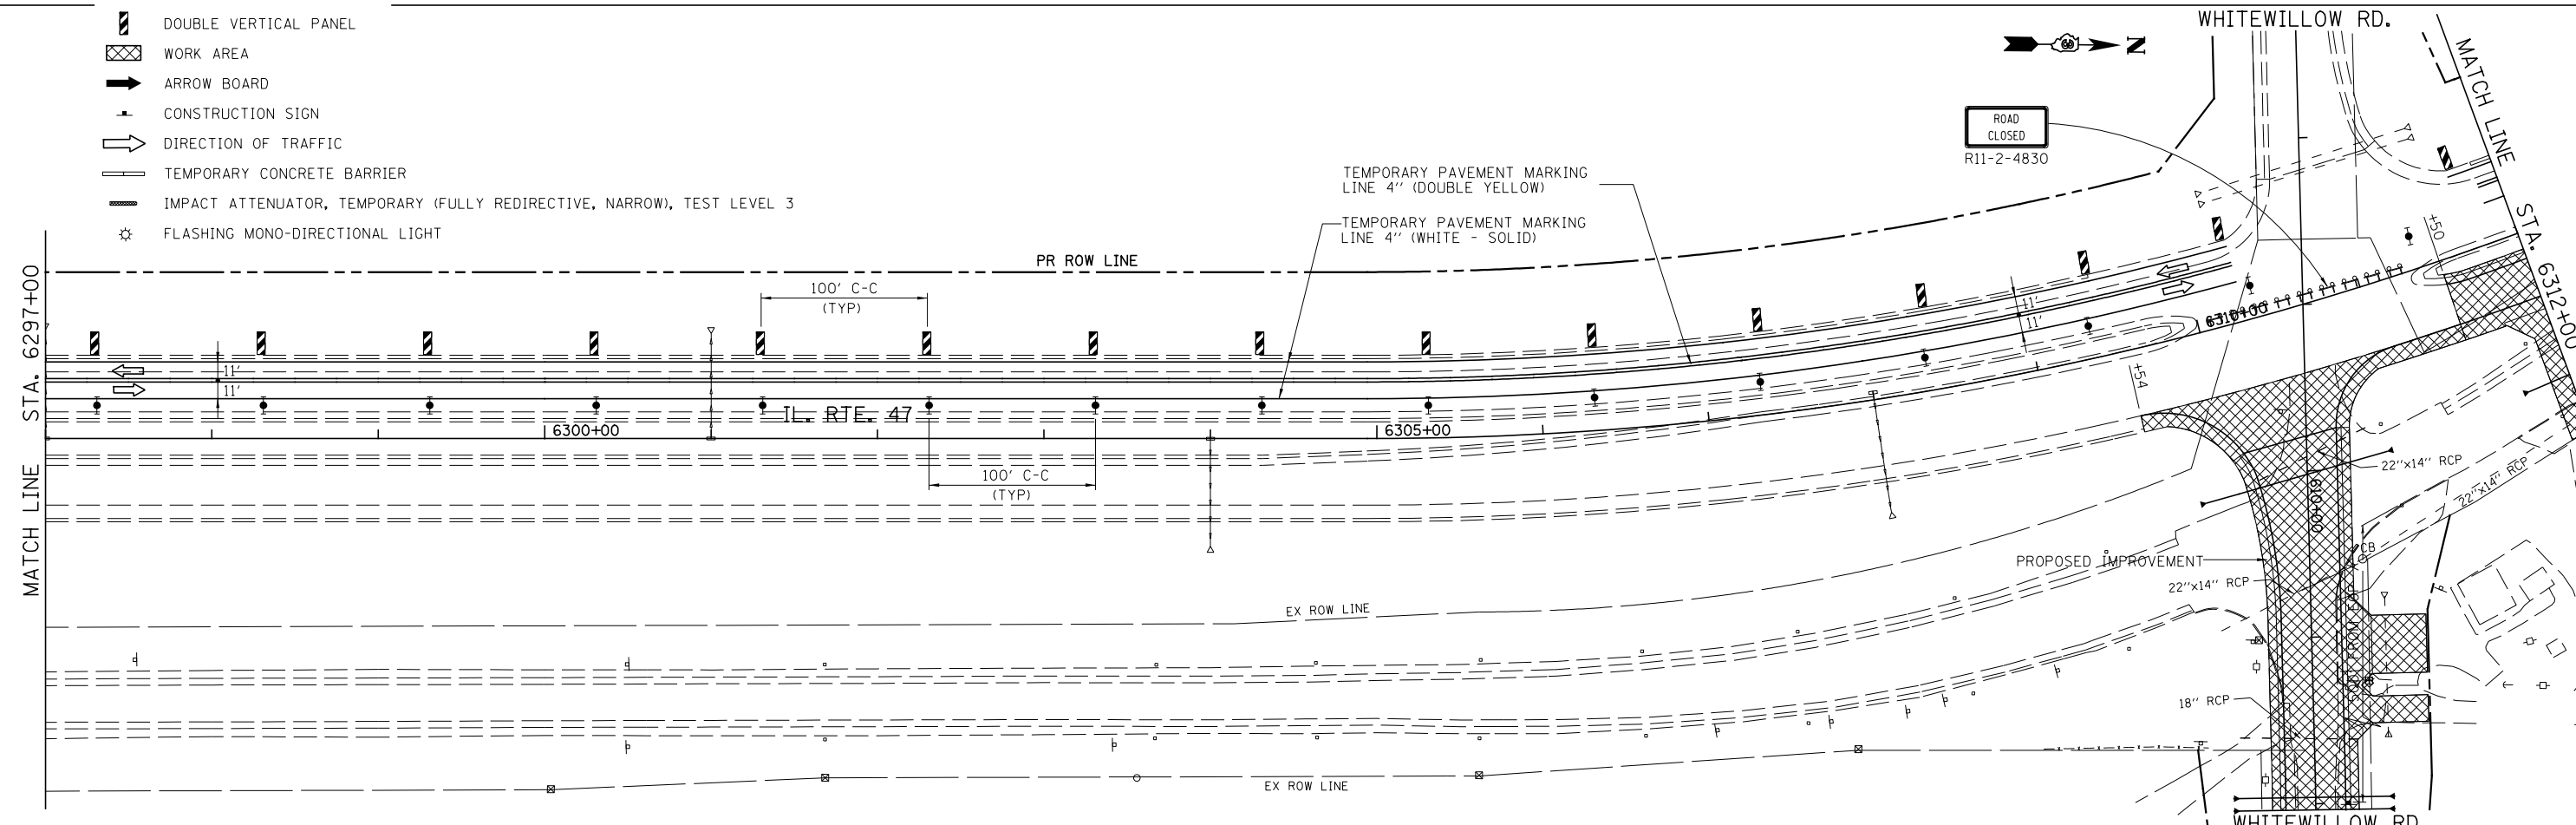 DOUBLE VERTICAL PANEL
WORK AREA
ARROW BOARD
CONSTRUCTION SIGN
DIRECTION OF TRAFFIC
TEMPORARY CONCRETE BARRIER
IMPACT ATTENUATOR, TEMPORARY (FULLY REDIRECTIVE, NARROW), TEST LEVEL 3
FLASHING MONO-DIRECTIONAL LIGHT
WHITEWILLOW RD.
N
MATCH LINE STA. 6312+00
ROAD
CLOSED
R11-2-4830
TEMPORARY PAVEMENT MARKING
LINE 4'' (DOUBLE YELLOW)
TEMPORARY PAVEMENT MARKING
LINE 4'' (WHITE - SOLID)
PR ROW LINE
MATCH LINE STA. 6297+00
100' C-C
(TYP)
11'
11'
11'
11'
+50
6310+00
+54
IL. RTE. 47
6300+00
6305+00
100' C-C
(TYP)
22''x14'' RCP
22''x14'' RCP
6101+00
CB
PROPOSED IMPROVEMENT
22''x14'' RCP
EX ROW LINE
18'' RCP
EX ROW LINE
WHITEWILLOW RD